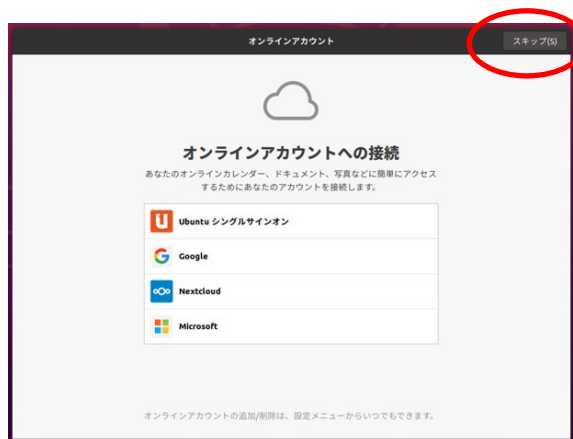 オンラインアカウント
スキップ(S)
オンラインアカウントへの接続
あなたのオンラインカレンダー、ドキュメント、写真などに簡単にアクセス
するためにあなたのアカウントを接続します。
Ubuntu シングルサインオン
Google
Nextcloud
Microsoft
オンラインアカウントの追加/削除は、設定メニューからいつでもできます。